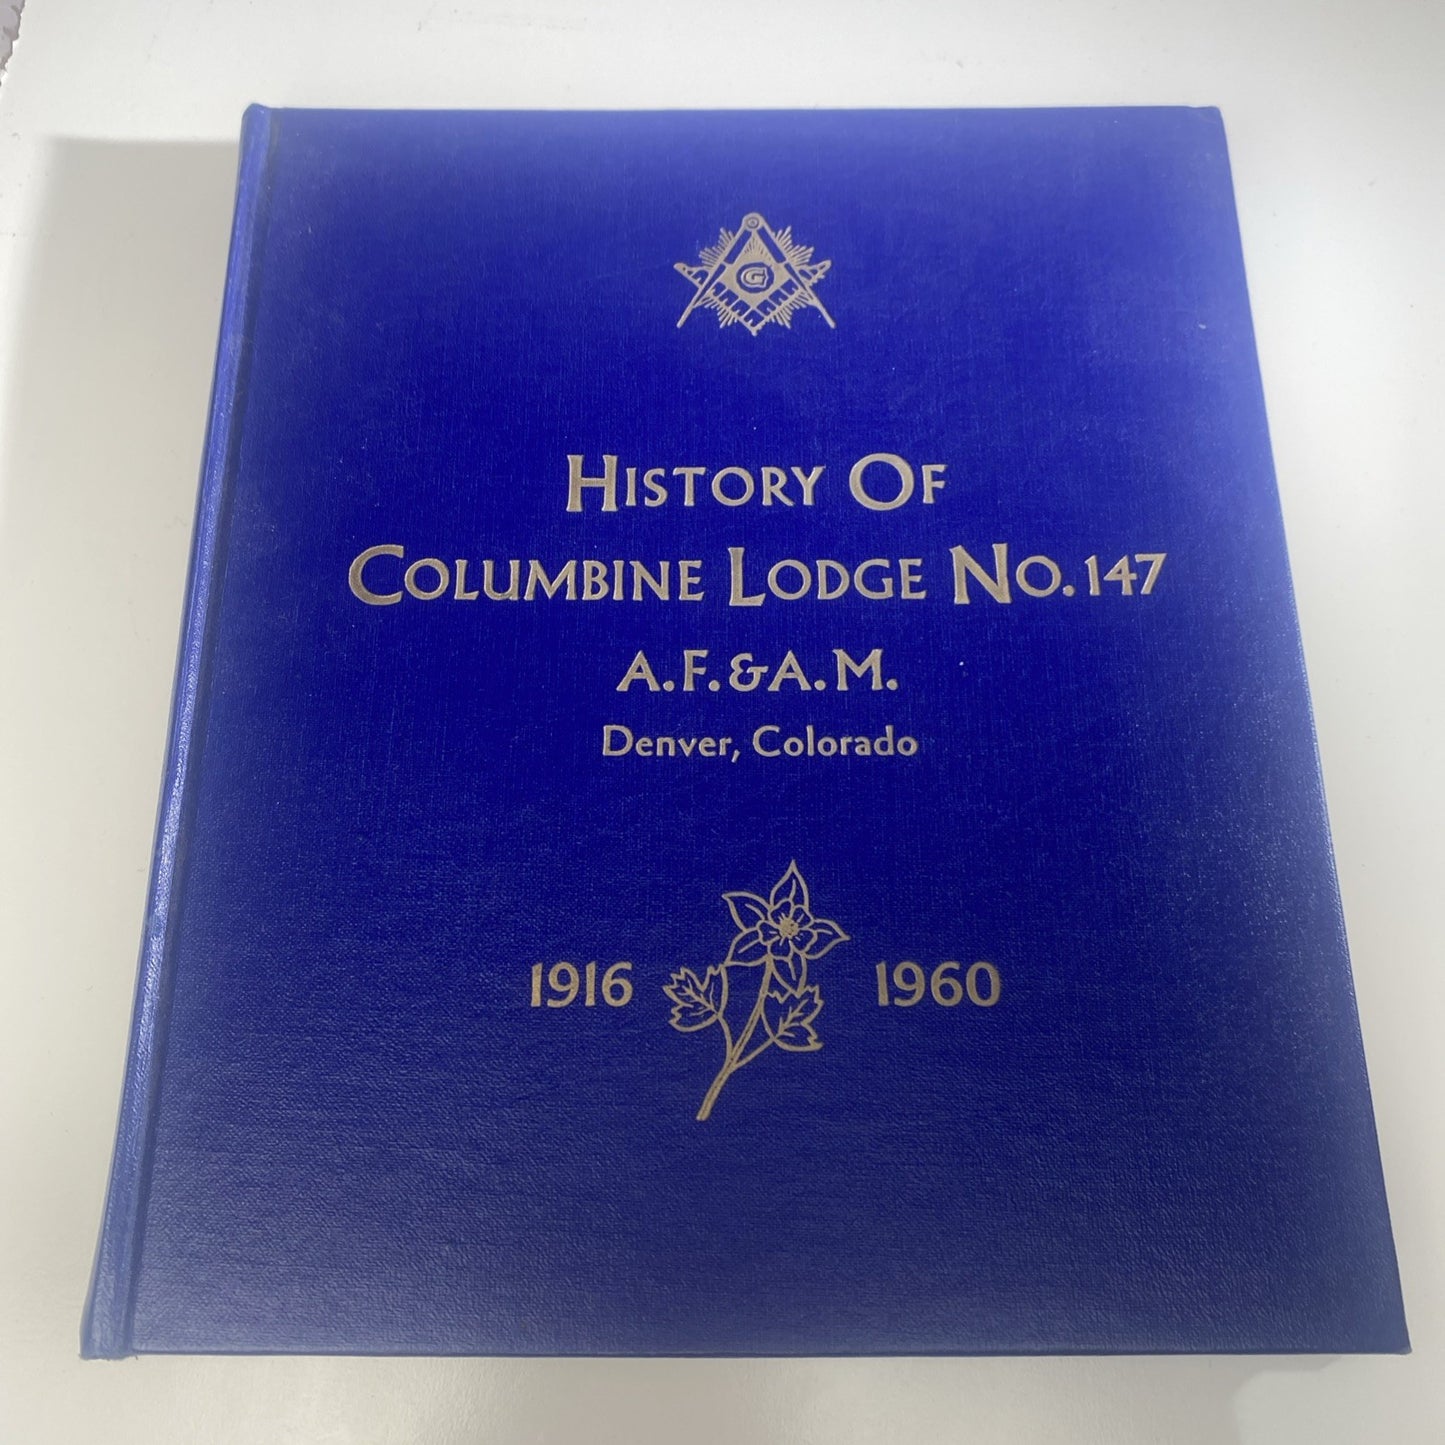 G
HISTORY OF
COLUMBINE LODGE NO. 147
A.F. & A.M.
Denver, Colorado
1916 1960